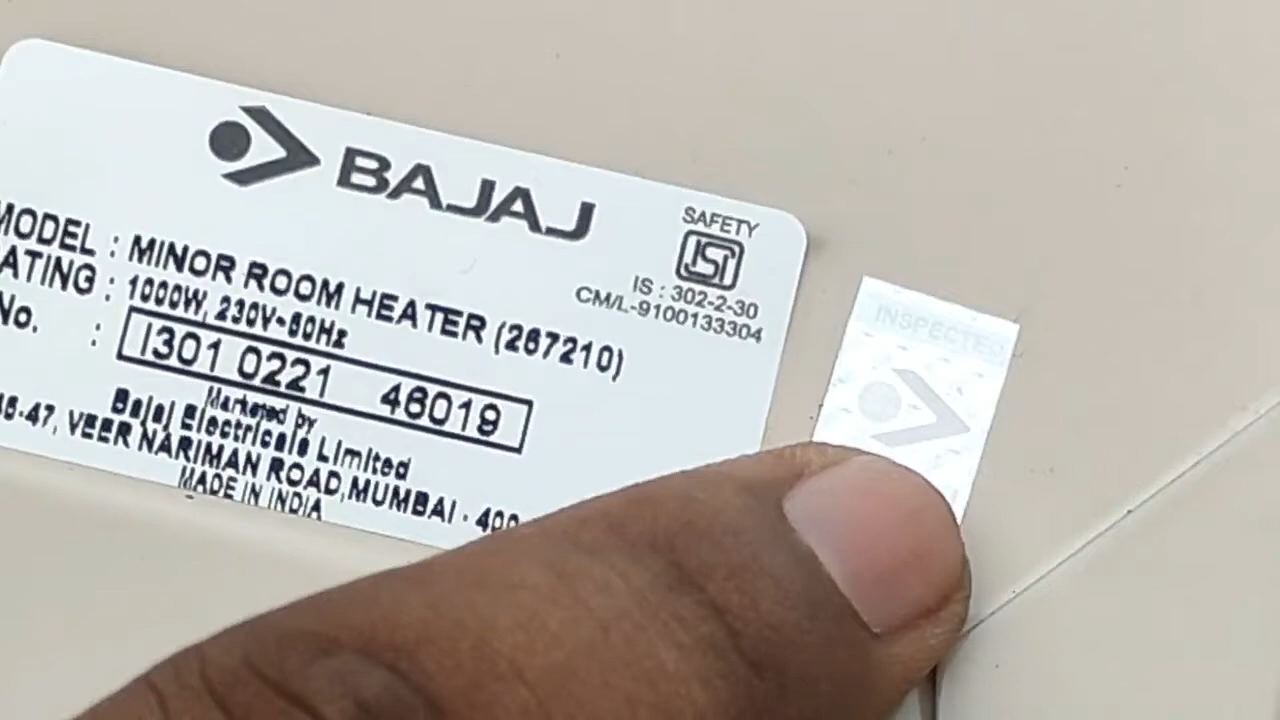 BAJAJ
SAFETY
ISI
IS : 302-2-30
CM/L-9100133304
MODEL : MINOR ROOM HEATER (267210)
ATING : 1000W, 230V~50Hz
No. : I301 0221 46019
Marketed by
Bajaj Electricals Limited
-47, VEER NARIMAN ROAD, MUMBAI - 400
MADE IN INDIA
INSPECTED